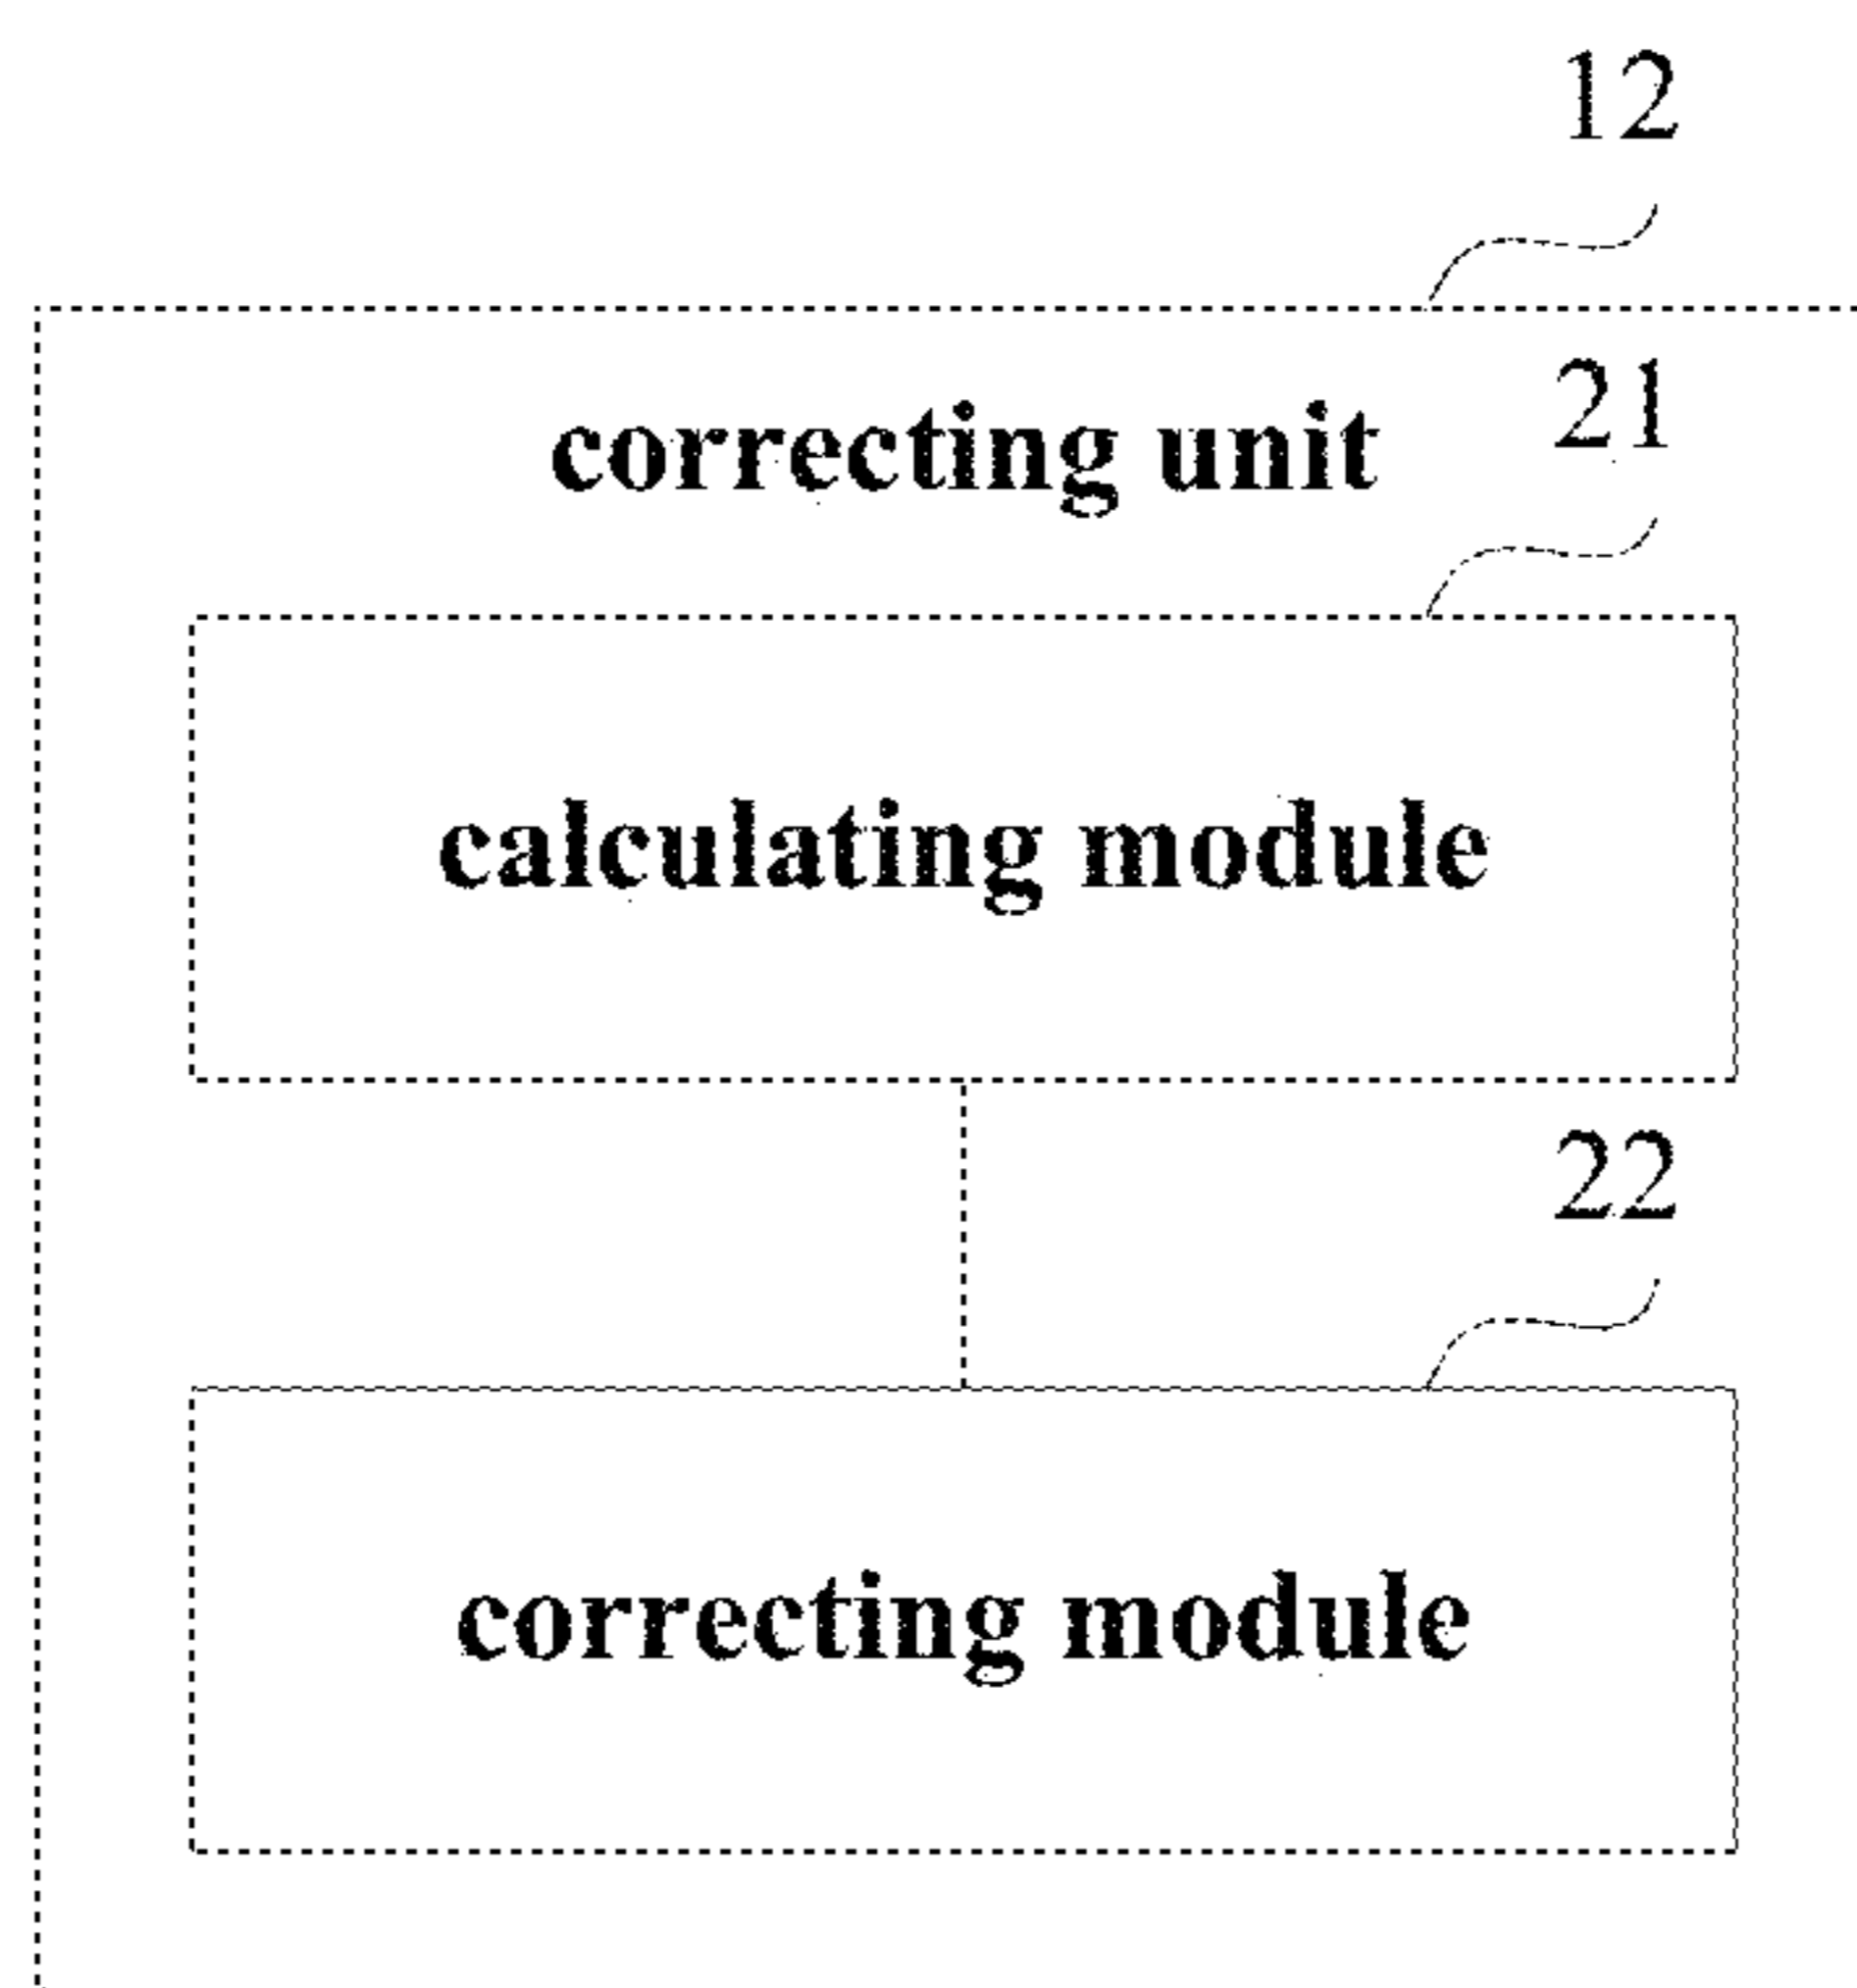 12
correcting unit
21
calculating module
22
correcting module